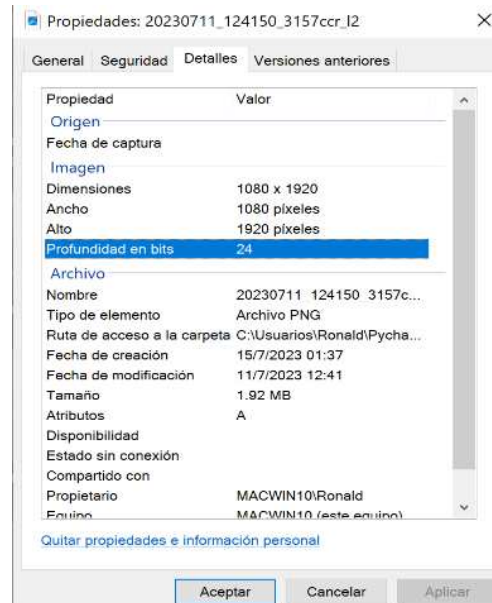 Propiedades: 20230711_124150_3157ccr_l2
General Seguridad Detalles Versiones anteriores
Propiedad Valor
Origen
Fecha de captura
Imagen
Dimensiones 1080 x 1920
Ancho 1080 píxeles
Alto 1920 píxeles
Profundidad en bits 24
Archivo
Nombre 20230711_124150_3157c...
Tipo de elemento Archivo PNG
Ruta de acceso a la carpeta C:\Usuarios\Ronald\Pycha...
Fecha de creación 15/7/2023 01:37
Fecha de modificación 11/7/2023 12:41
Tamaño 1.92 MB
Atributos A
Disponibilidad
Estado sin conexión
Compartido con
Propietario MACWIN10\Ronald
Equipo MACWIN10 (este equipo)
Quitar propiedades e información personal
Aceptar Cancelar Aplicar